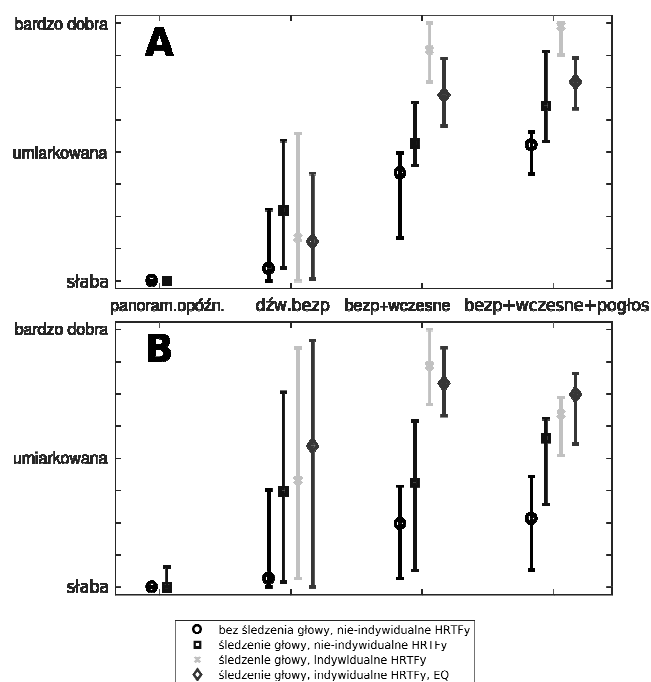 bardzo dobra
A
umiarkowana
słaba
panoram.opóźn. dźw.bezp bezp+wczesne bezp+wczesne+pogłos
bardzo dobra
B
umiarkowana
słaba
bez śledzenia głowy, nie-indywidualne HRTFy
śledzenie głowy, nie-indywidualne HRTFy
śledzenie głowy, Indywidualne HRTFy
śledzenie głowy, indywidualne HRTFy, EQ